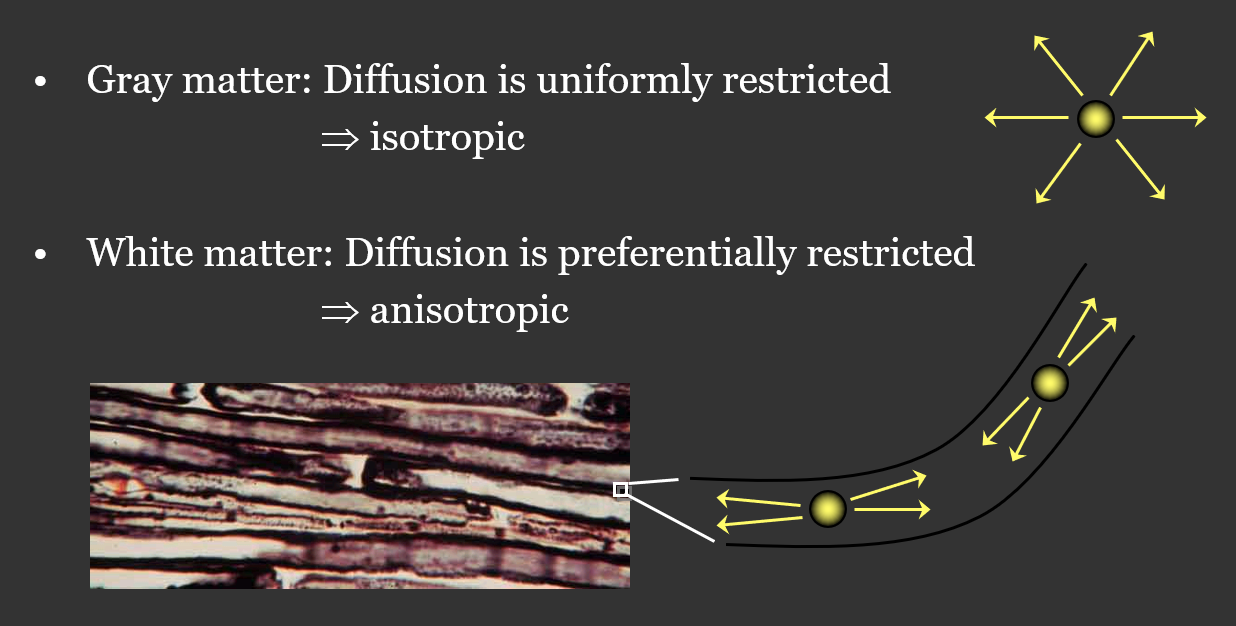 • Gray matter: Diffusion is uniformly restricted
⇒ isotropic
• White matter: Diffusion is preferentially restricted
⇒ anisotropic